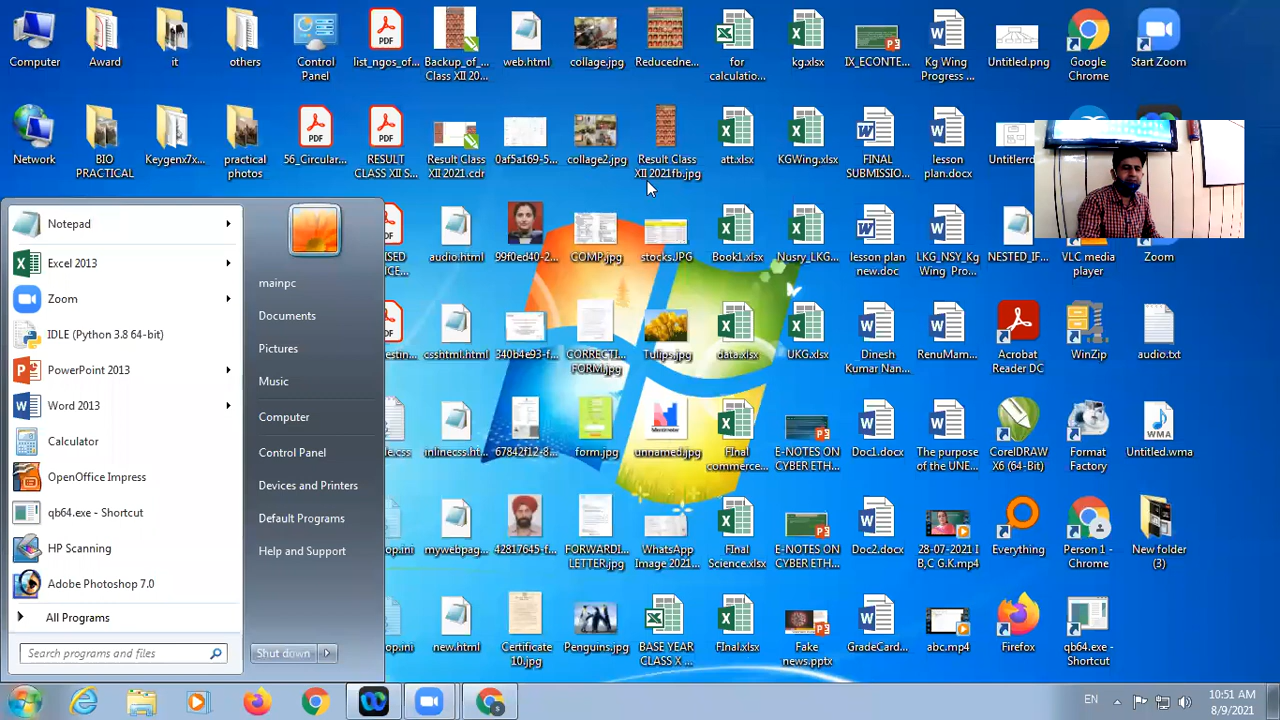 Computer
Award
it
others
Control
Panel
list_ngos_of...
Backup_of_...
Class XII 20...
web.html
collage.jpg
Reducedne...
for
calculatio...
kg.xlsx
IX_ECONTE...
Kg Wing
Progress ...
Untitled.png
Google
Chrome
Start Zoom
Network
BIO
PRACTICAL
Keygenx7x...
practical
photos
56_Circular...
RESULT
CLASS XII S...
Result Class
XII 2021.cdr
0af5a169-5...
collage2.jpg
Result Class
XII 2021fb.jpg
att.xlsx
KGWing.xlsx
FINAL
SUBMISSIO...
lesson
plan.docx
audio.html
99f0ed40-2...
COMP.jpg
stocks.JPG
Book1.xlsx
Nusry_LKG...
lesson plan
new.doc
LKG_NSY_Kg
Wing_Pro...
NESTED_IF...
VLC media
player
Zoom
csshtml.html
340b4e93-f...
CORRECTI...
FORM.jpg
Tulips.jpg
data.xlsx
UKG.xlsx
Dinesh
Kumar Nan...
RenuMam...
Acrobat
Reader DC
WinZip
audio.txt
inlinecss.ht...
67842f12-8...
form.jpg
unnamed.jpg
FInal
commerce...
E-NOTES ON
CYBER ETH...
Doc1.docx
The purpose
of the UNE...
CorelDRAW
X6 (64-Bit)
Format
Factory
Untitled.wma
mywebpag...
42817645-f...
FORWARDI...
LETTER.jpg
WhatsApp
Image 2021...
FInal
Science.xlsx
E-NOTES ON
CYBER ETH...
Doc2.docx
28-07-2021 I
B,C G.K.mp4
Everything
Person 1 -
Chrome
New folder
(3)
new.html
Certificate
10.jpg
Penguins.jpg
BASE YEAR
CLASS X ...
FInal.xlsx
Fake
news.pptx
GradeCard...
abc.mp4
Firefox
qb64.exe -
Shortcut
Notepad
Excel 2013
Zoom
IDLE (Python 3.8 64-bit)
PowerPoint 2013
Word 2013
Calculator
OpenOffice Impress
qb64.exe - Shortcut
HP Scanning
Adobe Photoshop 7.0
All Programs
Search programs and files
mainpc
Documents
Pictures
Music
Computer
Control Panel
Devices and Printers
Default Programs
Help and Support
Shut down
EN
10:51 AM
8/9/2021